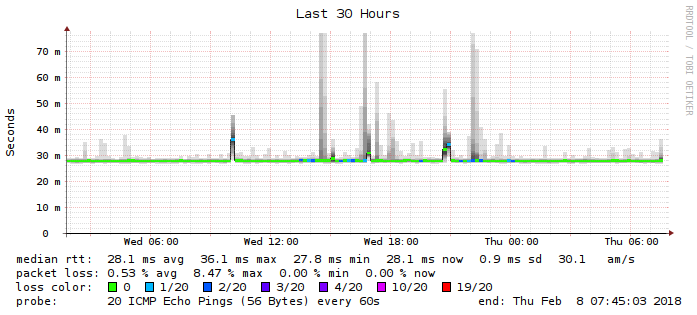 Last 30 Hours
RRDTOOL / TOBI OETIKER
Seconds
70 m
60 m
50 m
40 m
30 m
20 m
10 m
0
Wed 06:00 Wed 12:00 Wed 18:00 Thu 00:00 Thu 06:00
median rtt: 28.1 ms avg 36.1 ms max 27.8 ms min 28.1 ms now 0.9 ms sd 30.1 am/s
packet loss: 0.53 % avg 8.47 % max 0.00 % min 0.00 % now
loss color: 0 1/20 2/20 3/20 4/20 10/20 19/20
probe: 20 ICMP Echo Pings (56 Bytes) every 60s end: Thu Feb 8 07:45:03 2018